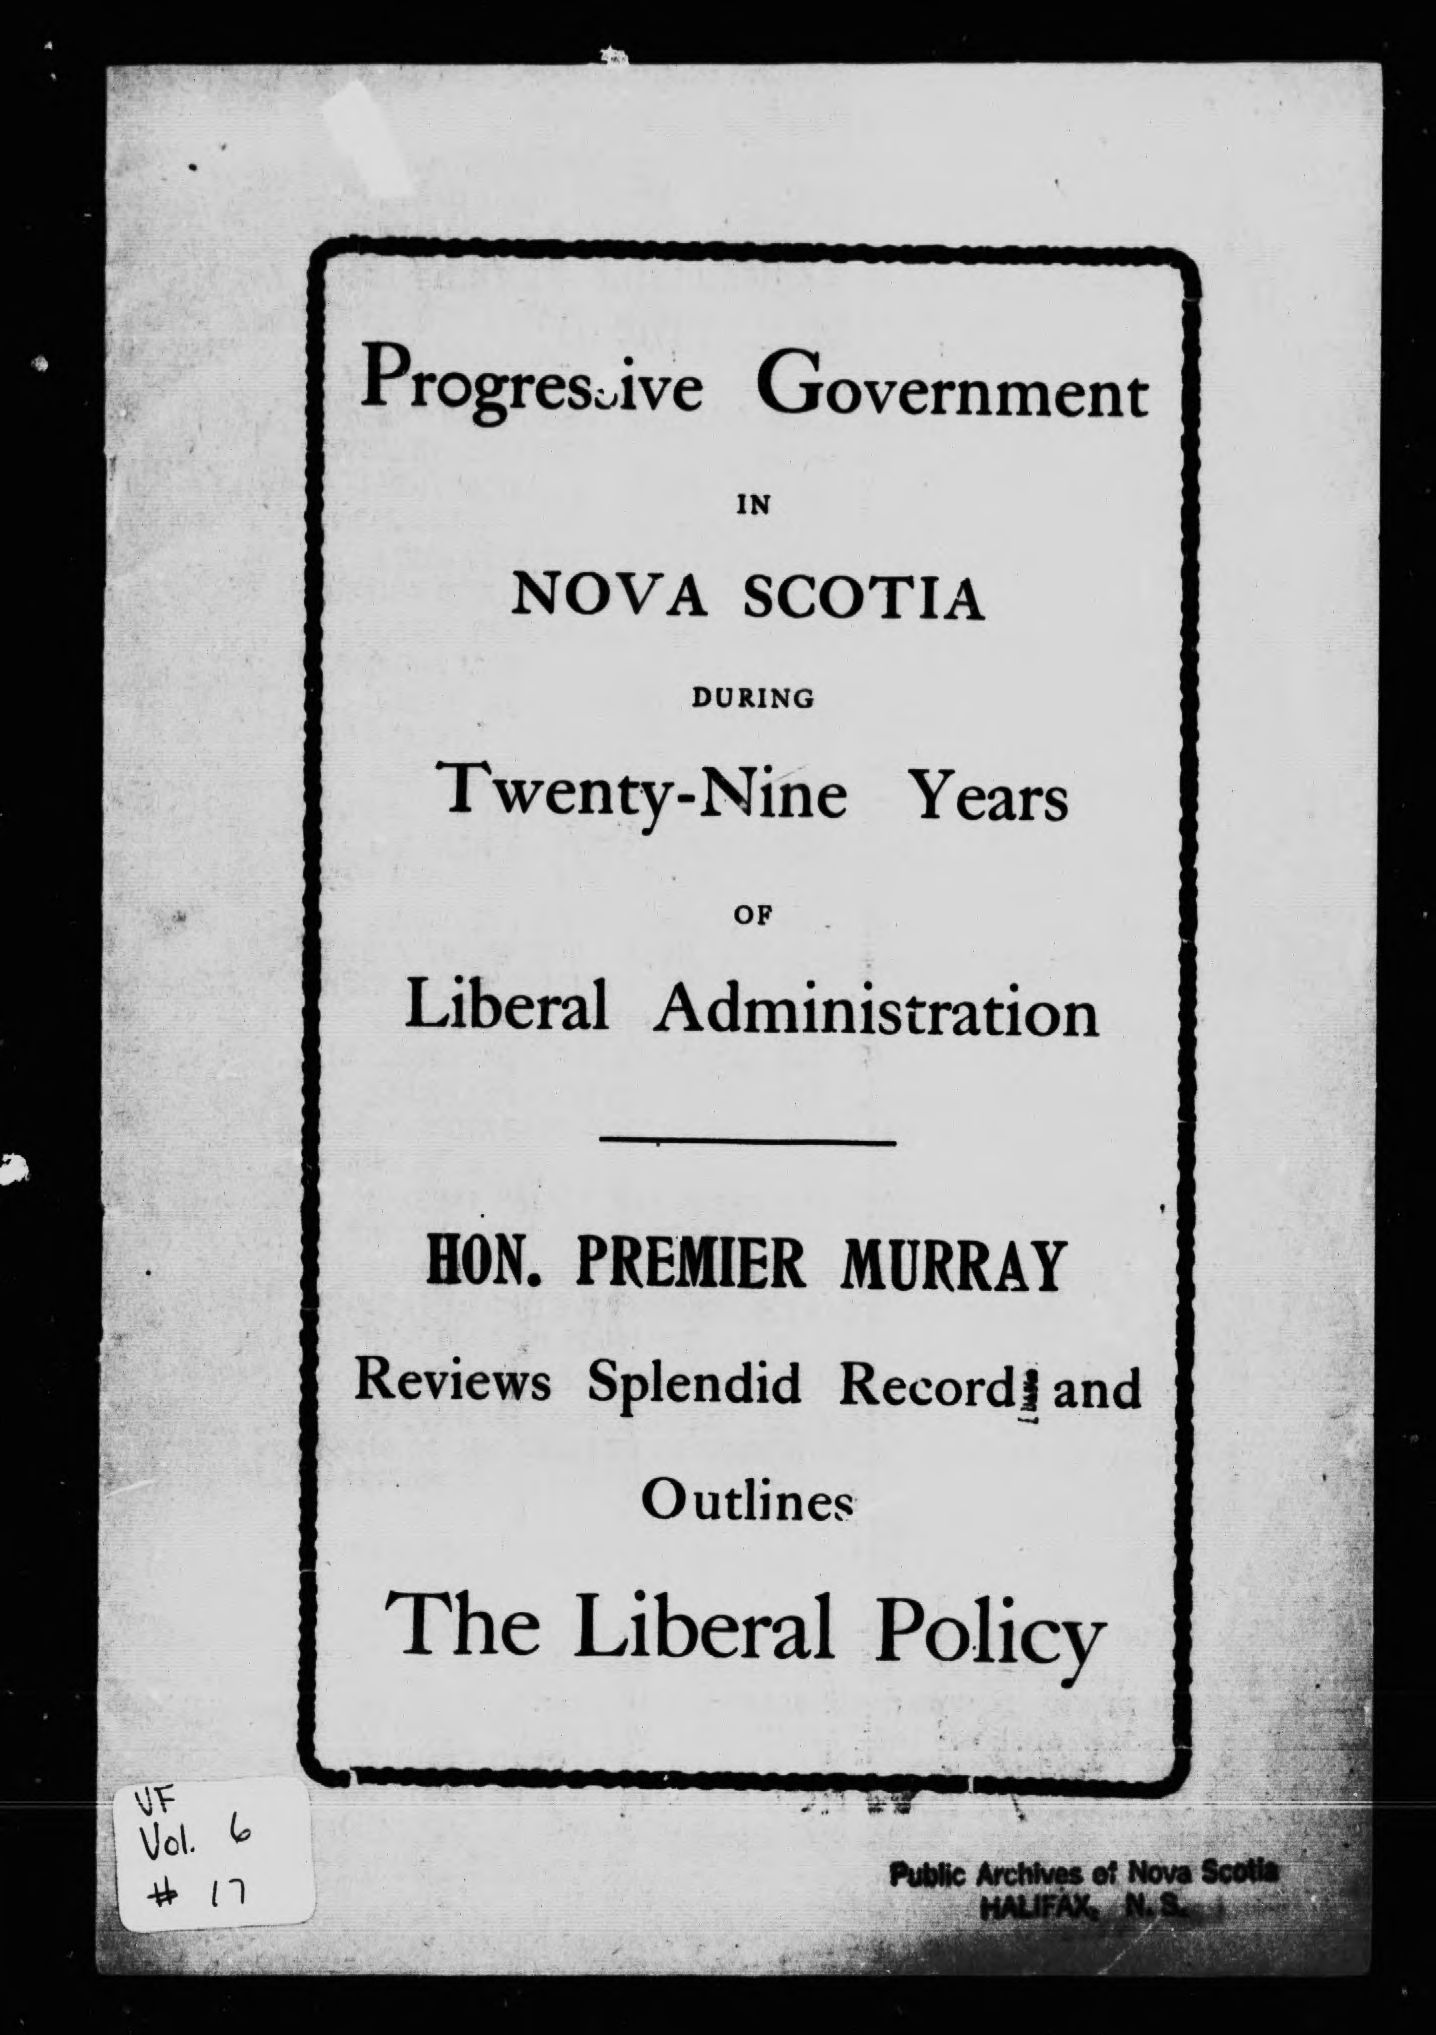 Progressive Government
IN
NOVA SCOTIA
DURING
Twenty-Nine Years
OF
Liberal Administration
HON. PREMIER MURRAY
Reviews Splendid Record and
Outlines
The Liberal Policy
VF
Vol. 6
# 17
Public Archives of Nova Scotia
HALIFAX, N. S.